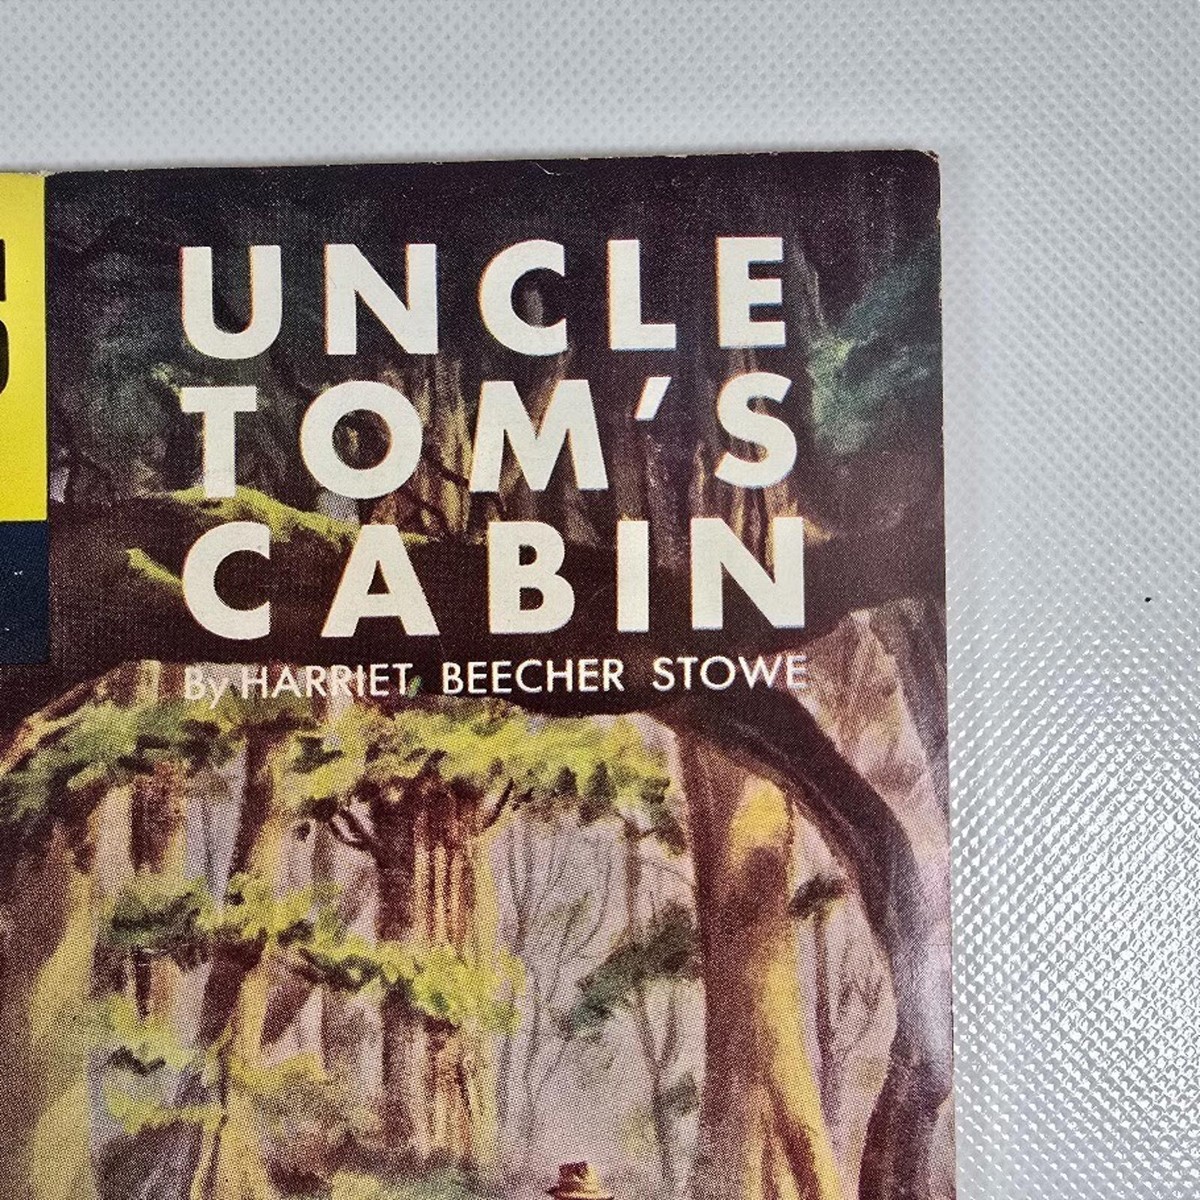 UNCLE
TOM'S
CABIN
By HARRIET BEECHER STOWE